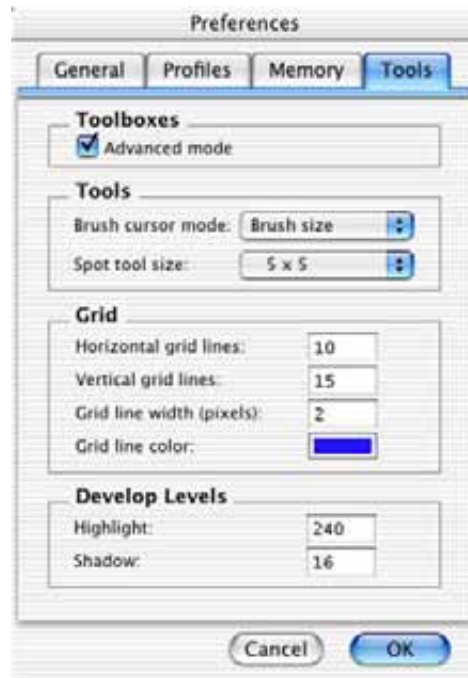 Preferences
General Profiles Memory Tools
Toolboxes
Advanced mode
Tools
Brush cursor mode: Brush size
Spot tool size: 5 x 5
Grid
Horizontal grid lines: 10
Vertical grid lines: 15
Grid line width (pixels): 2
Grid line color:
Develop Levels
Highlight: 240
Shadow: 16
Cancel OK